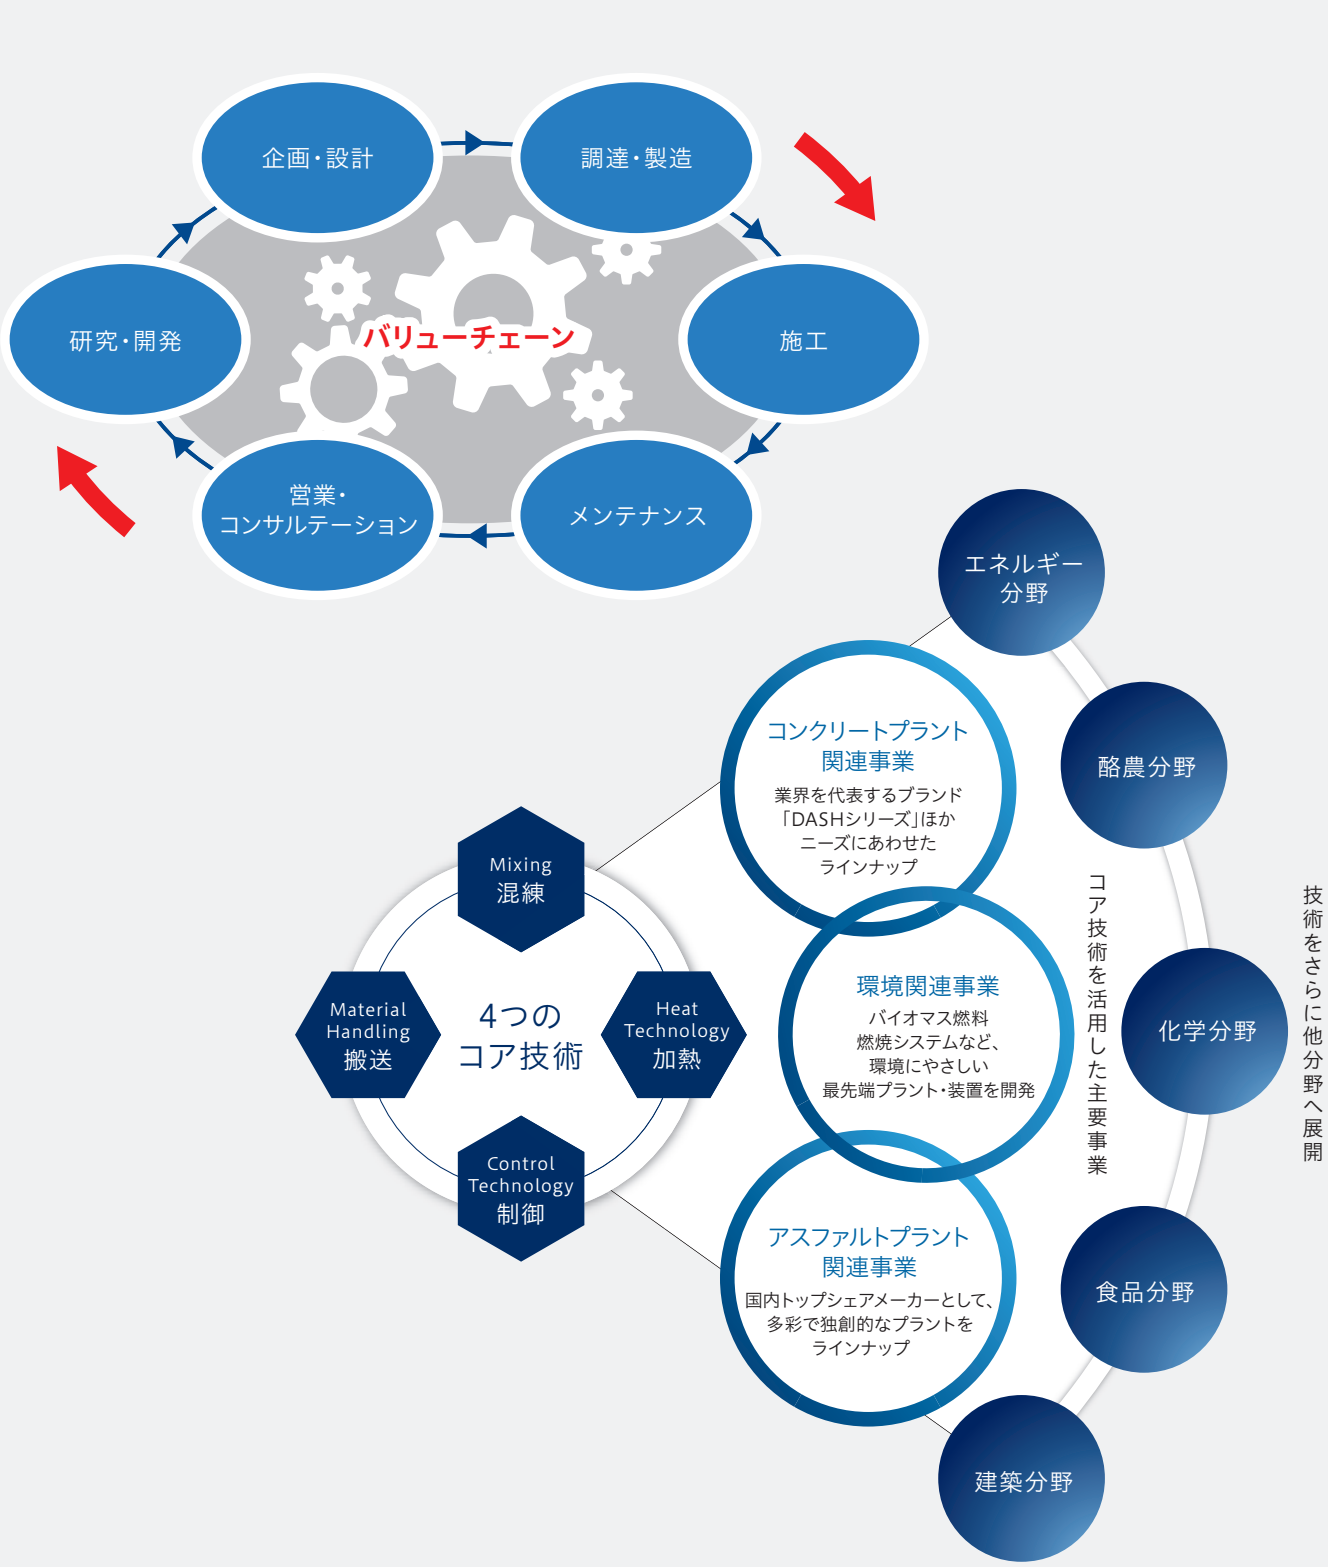 企画・設計
調達・製造
研究・開発
バリューチェーン
施工
営業・
コンサルテーション
メンテナンス
エネルギー
分野
酪農分野
化学分野
食品分野
建築分野
コンクリートプラント
関連事業
業界を代表するブランド
「DASHシリーズ」ほか
ニーズにあわせた
ラインナップ
環境関連事業
バイオマス燃料
燃焼システムなど、
環境にやさしい
最先端プラント・装置を開発
アスファルトプラント
関連事業
国内トップシェアメーカーとして、
多彩で独創的なプラントを
ラインナップ
Mixing
混練
Material
Handling
搬送
4つの
コア技術
Heat
Technology
加熱
Control
Technology
制御
コア技術を活用した主要事業
技術をさらに他分野へ展開